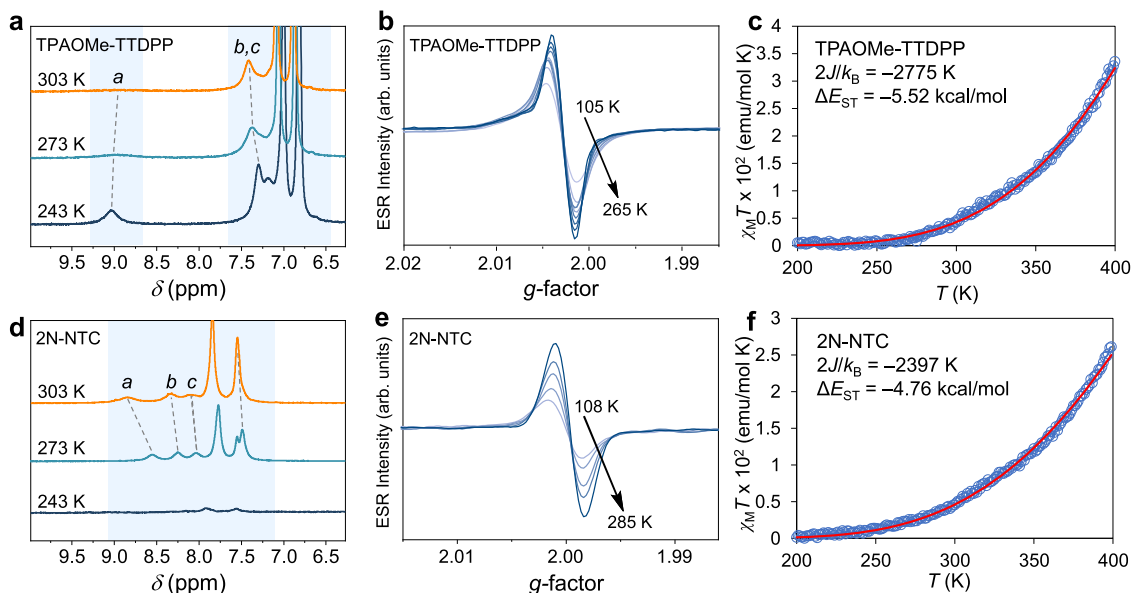 a
TPAOMe-TTDPP
303 K
273 K
243 K
a
b,c
9.5 9.0 8.5 8.0 7.5 7.0 6.5
δ (ppm)
b
TPAOMe-TTDPP
ESR Intensity (arb. units)
105 K
265 K
2.02 2.01 2.00 1.99
g-factor
c
TPAOMe-TTDPP
2J/kB = −2775 K
ΔEST = −5.52 kcal/mol
χMT x 10² (emu/mol K)
4
3.5
3
2.5
2
1.5
1
0.5
0
200 250 300 350 400
T (K)
d
2N-NTC
303 K
273 K
243 K
a
b
c
9.5 9.0 8.5 8.0 7.5 7.0 6.5
δ (ppm)
e
2N-NTC
ESR Intensity (arb. units)
108 K
285 K
2.01 2.00 1.99
g-factor
f
2N-NTC
2J/kB = −2397 K
ΔEST = −4.76 kcal/mol
χMT x 10² (emu/mol K)
3
2.5
2
1.5
1
0.5
0
200 250 300 350 400
T (K)